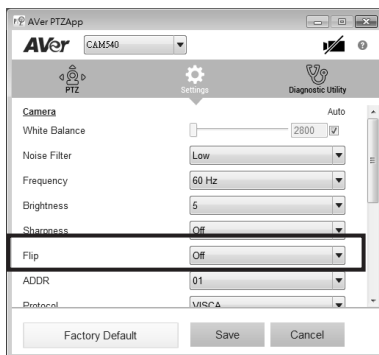 AVer PTZApp
AVer CAM540
PTZ Settings Diagnostic Utility
Camera Auto
White Balance 2800
Noise Filter Low
Frequency 60 Hz
Brightness 5
Sharpness Off
Flip Off
ADDR 01
Protocol VISCA
Factory Default Save Cancel